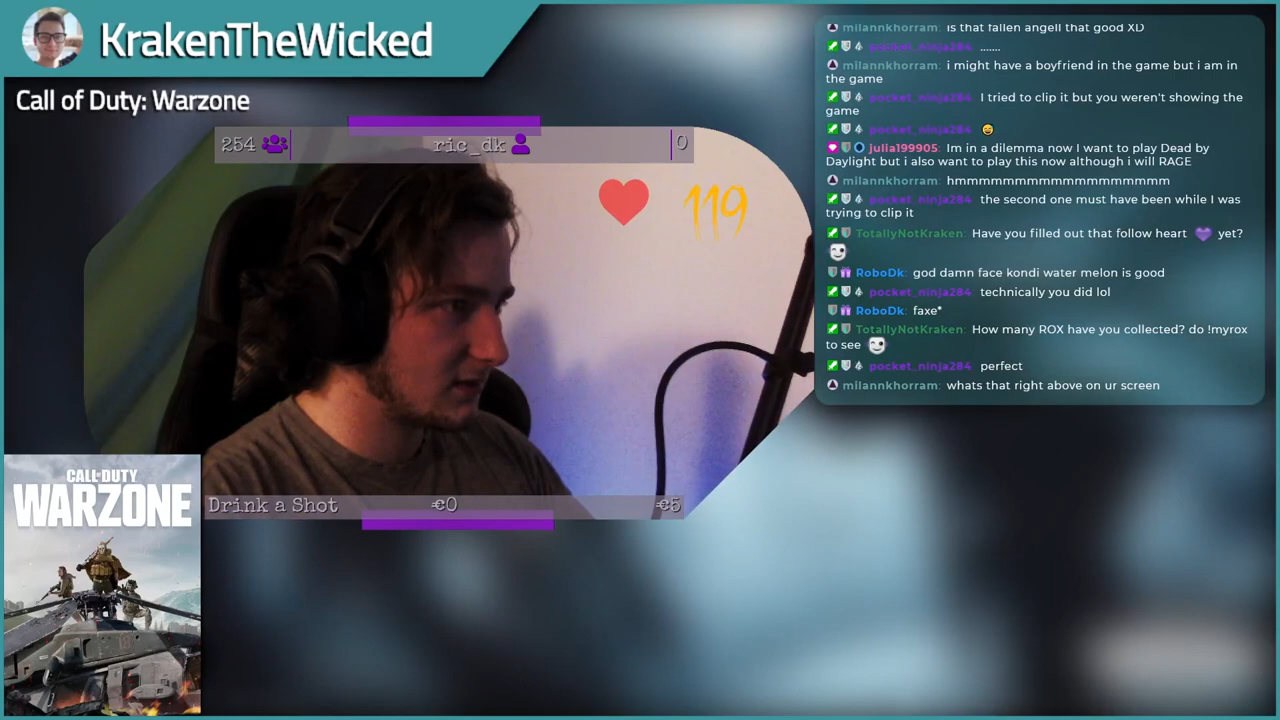 KrakenTheWicked
Call of Duty: Warzone
254
ric_dk
0
119
Drink a Shot
€0
€5
CALL OF DUTY
WARZONE
milannkhorram: is that fallen angell that good XD
pocket_ninja284 .......
milannkhorram: i might have a boyfriend in the game but i am in
the game
pocket_ninja284 I tried to clip it but you weren't showing the
game
pocket_ninja284
julia199905: Im in a dilemma now I want to play Dead by
Daylight but i also want to play this now although i will RAGE
milannkhorram: hmmmmmmmmmmmmmmmmmm
pocket_ninja284 the second one must have been while I was
trying to clip it
TotallyNotKraken: Have you filled out that follow heart yet?
RoboDk: god damn face kondi water melon is good
pocket_ninja284 technically you did lol
RoboDk: faxe*
TotallyNotKraken: How many ROX have you collected? do !myrox
to see
pocket_ninja284 perfect
milannkhorram: whats that right above on ur screen